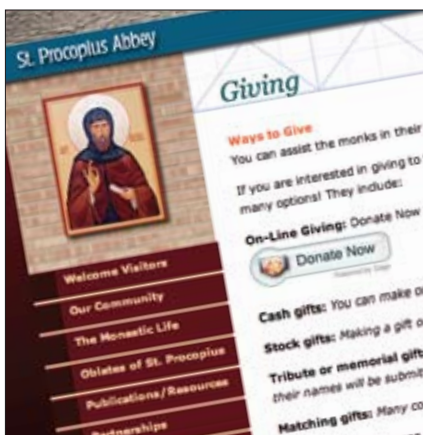 St. Procopius Abbey
Giving
Ways to Give
You can assist the monks in their
If you are interested in giving to
many options! They include:
On-Line Giving: Donate Now
Donate Now
Cash gifts: You can make
Stock gifts: Making a gift
Tribute or memorial
their names will be
Matching gifts: Many
Welcome Visitors
Our Community
The Monastic Life
Oblates of St. Procopius
Publications/Resources
Partnerships